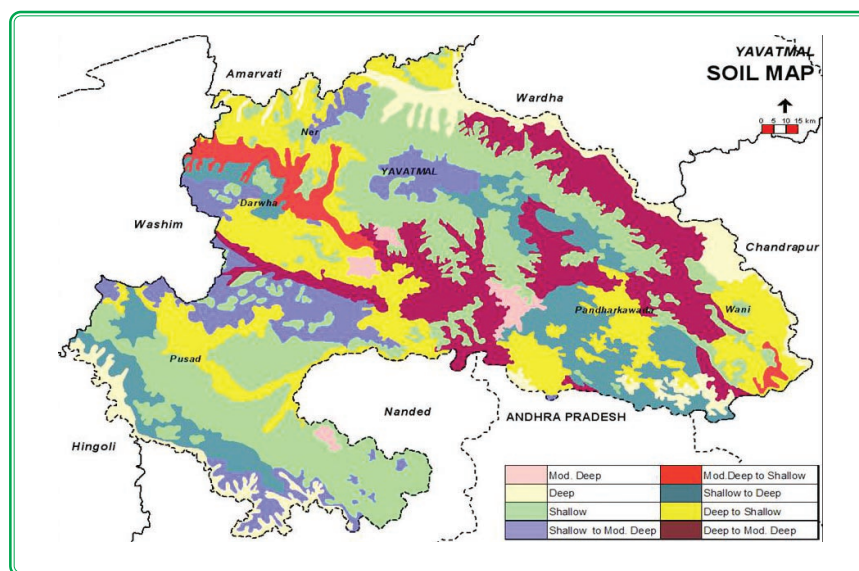 YAVATMAL
SOIL MAP
0 5 10 15 km
Amarvati
Wardha
Ner
YAVATMAL
Darwha
Washim
Chandrapur
Pandharkawada
Wani
Pusad
Nanded
ANDHRA PRADESH
Hingoli
Mod. Deep
Mod.Deep to Shallow
Deep
Shallow to Deep
Shallow
Deep to Shallow
Shallow to Mod. Deep
Deep to Mod. Deep